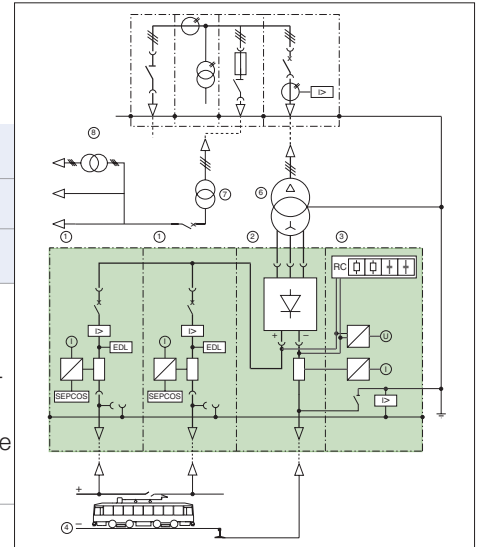 I>
8
7
6
1
1
2
3
RC
+ −
U
I> I>
I EDL I EDL I
SEPCOS SEPCOS I>
+
4 −
e